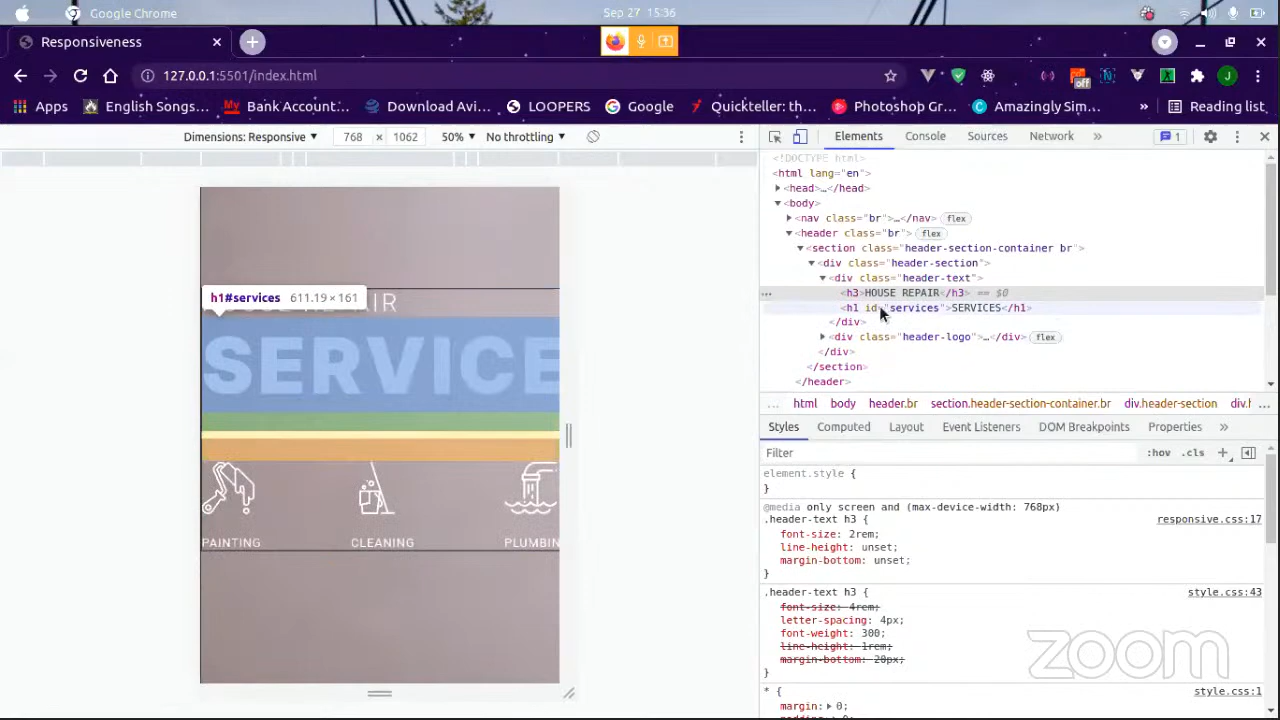 Google Chrome
Sep 27 15:36
Responsiveness
127.0.0.1:5501/index.html
off
J
Apps
English Songs...
My Bank Account'...
Download Avi...
LOOPERS
Google
Quickteller: th...
Photoshop Gr...
Amazingly Sim...
»
Reading list
Dimensions: Responsive
768 × 1062
50%
No throttling
Elements
Console
Sources
Network
»
1
<!DOCTYPE html>
<html lang="en">
<head>…</head>
<body>
<nav class="br">…</nav> flex
<header class="br"> flex
<section class="header-section-container br">
<div class="header-section">
<div class="header-text">
<h3>HOUSE REPAIR</h3> == $0
<h1 id="services">SERVICES</h1>
</div>
<div class="header-logo">…</div> flex
</div>
</section>
</header>
h1#services 611.19 × 161
SERVICE
PAINTING
CLEANING
PLUMBIN
... html body header.br section.header-section-container.br div.header-section div.h ...
Styles
Computed
Layout
Event Listeners
DOM Breakpoints
Properties
»
Filter
:hov .cls +
element.style {
}
@media only screen and (max-device-width: 768px)
.header-text h3 {
responsive.css:17
font-size: 2rem;
line-height: unset;
margin-bottom: unset;
}
.header-text h3 {
style.css:43
font-size: 4rem;
letter-spacing: 4px;
font-weight: 300;
line-height: 1rem;
margin-bottom: 20px;
}
* {
style.css:1
margin: 0;
zoom